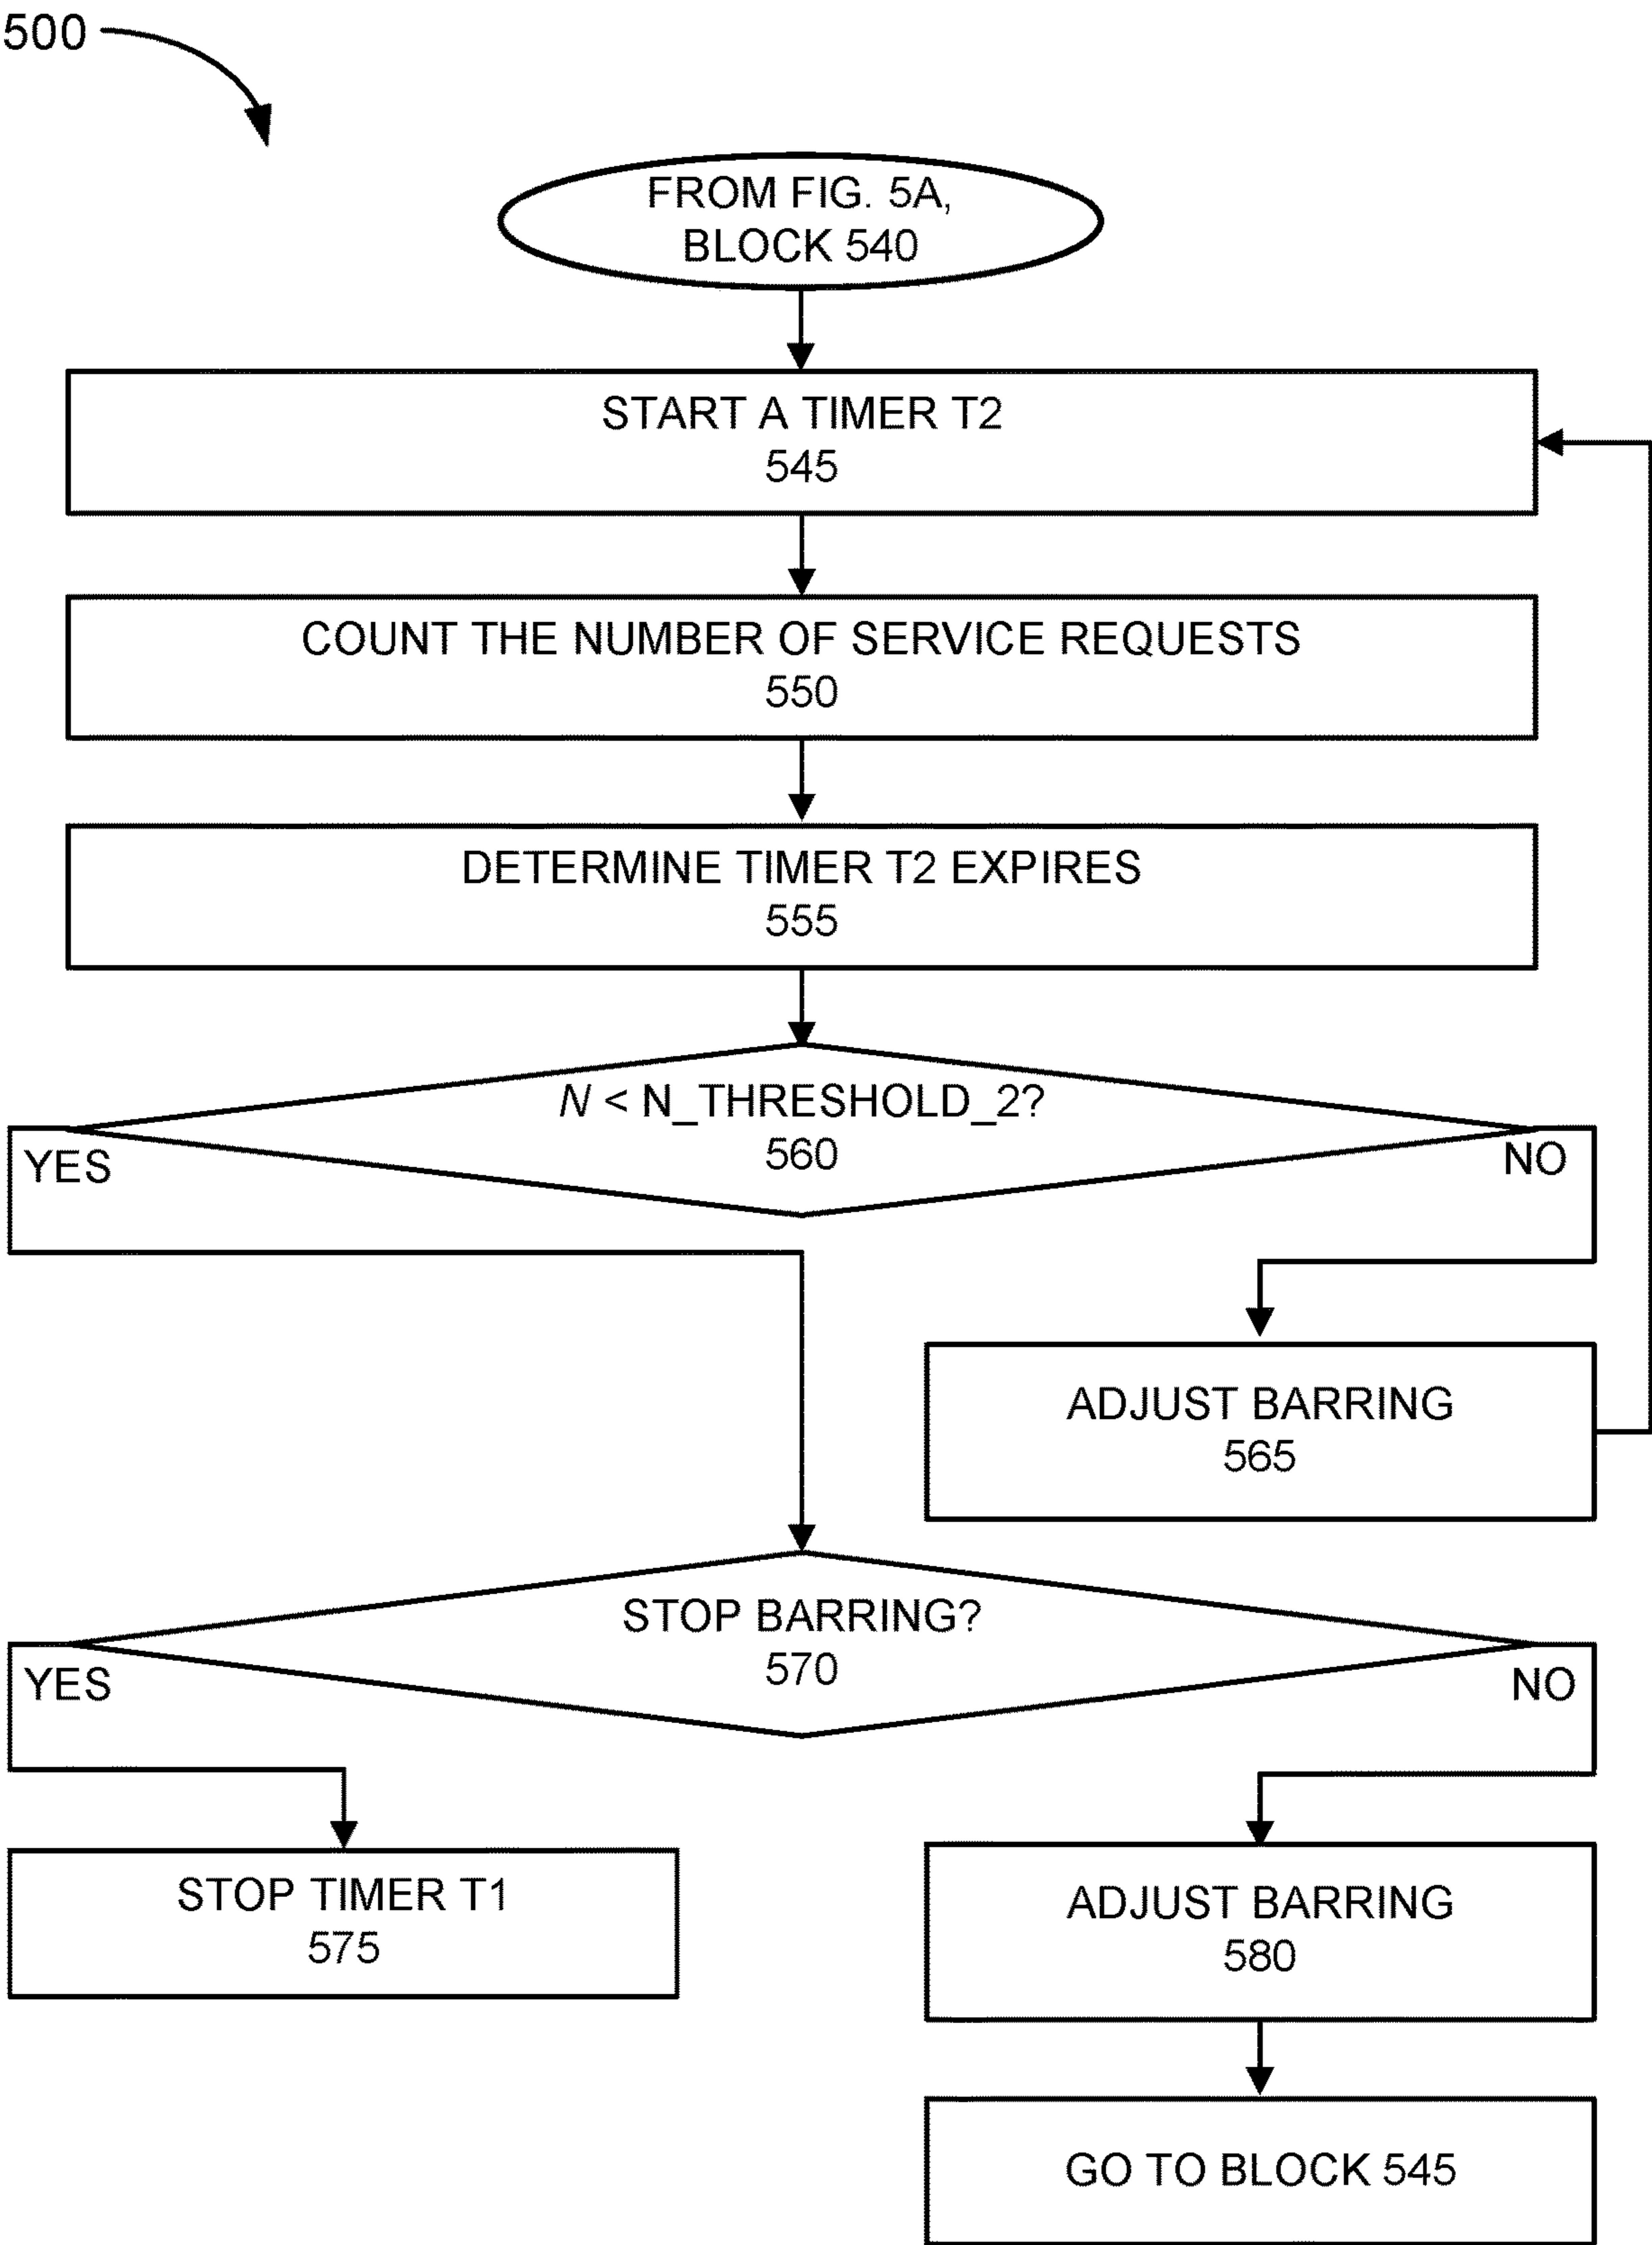 500
FROM FIG. 5A,
BLOCK 540
START A TIMER T2
545
COUNT THE NUMBER OF SERVICE REQUESTS
550
DETERMINE TIMER T2 EXPIRES
555
N < N_THRESHOLD_2?
560
YES
NO
ADJUST BARRING
565
STOP BARRING?
570
YES
NO
STOP TIMER T1
575
ADJUST BARRING
580
GO TO BLOCK 545